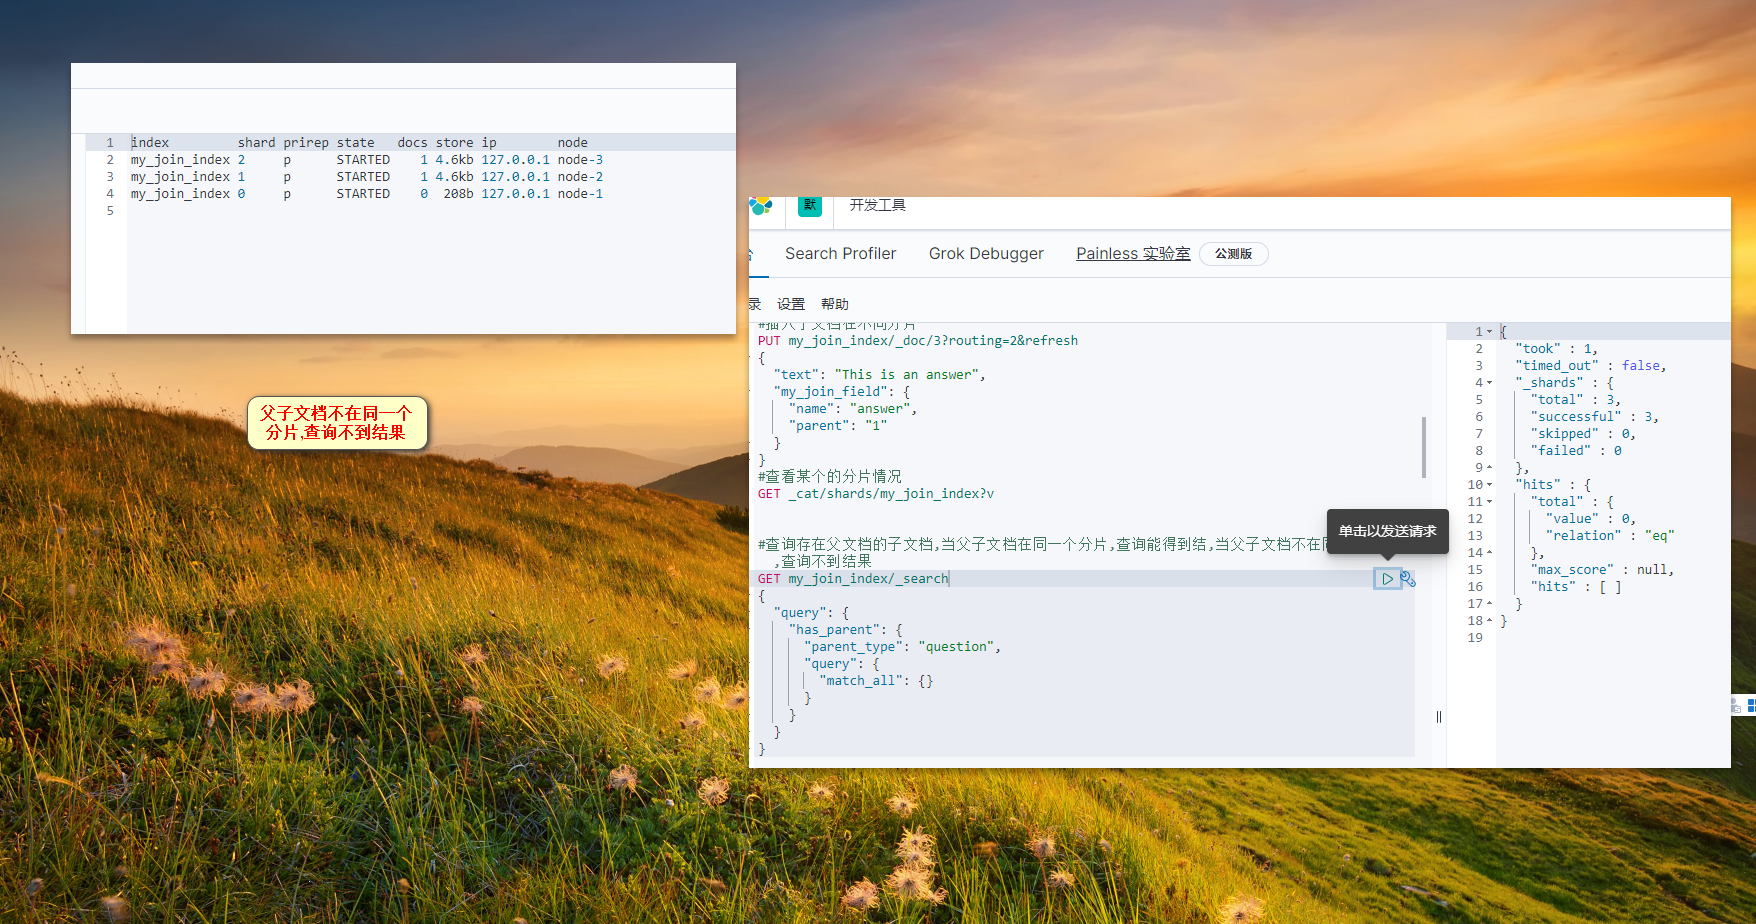 1 index shard prirep state docs store ip node
2 my_join_index 2 p STARTED 1 4.6kb 127.0.0.1 node-3
3 my_join_index 1 p STARTED 1 4.6kb 127.0.0.1 node-2
4 my_join_index 0 p STARTED 0 208b 127.0.0.1 node-1
5
父子文档不在同一个
分片,查询不到结果
默 开发工具
Search Profiler Grok Debugger Painless 实验室 公测版
录 设置 帮助
#插入子文档在不同分片
PUT my_join_index/_doc/3?routing=2&refresh
{
"text": "This is an answer",
"my_join_field": {
"name": "answer",
"parent": "1"
}
}
#查看某个的分片情况
GET _cat/shards/my_join_index?v
单击以发送请求
#查询存在父文档的子文档,当父子文档在同一个分片,查询能得到结,当父子文档不在同
,查询不到结果
GET my_join_index/_search
{
"query": {
"has_parent": {
"parent_type": "question",
"query": {
"match_all": {}
}
}
}
}
1 {
2 "took" : 1,
3 "timed_out" : false,
4 "_shards" : {
5 "total" : 3,
6 "successful" : 3,
7 "skipped" : 0,
8 "failed" : 0
9 },
10 "hits" : {
11 "total" : {
12 "value" : 0,
13 "relation" : "eq"
14 },
15 "max_score" : null,
16 "hits" : [ ]
17 }
18 }
19